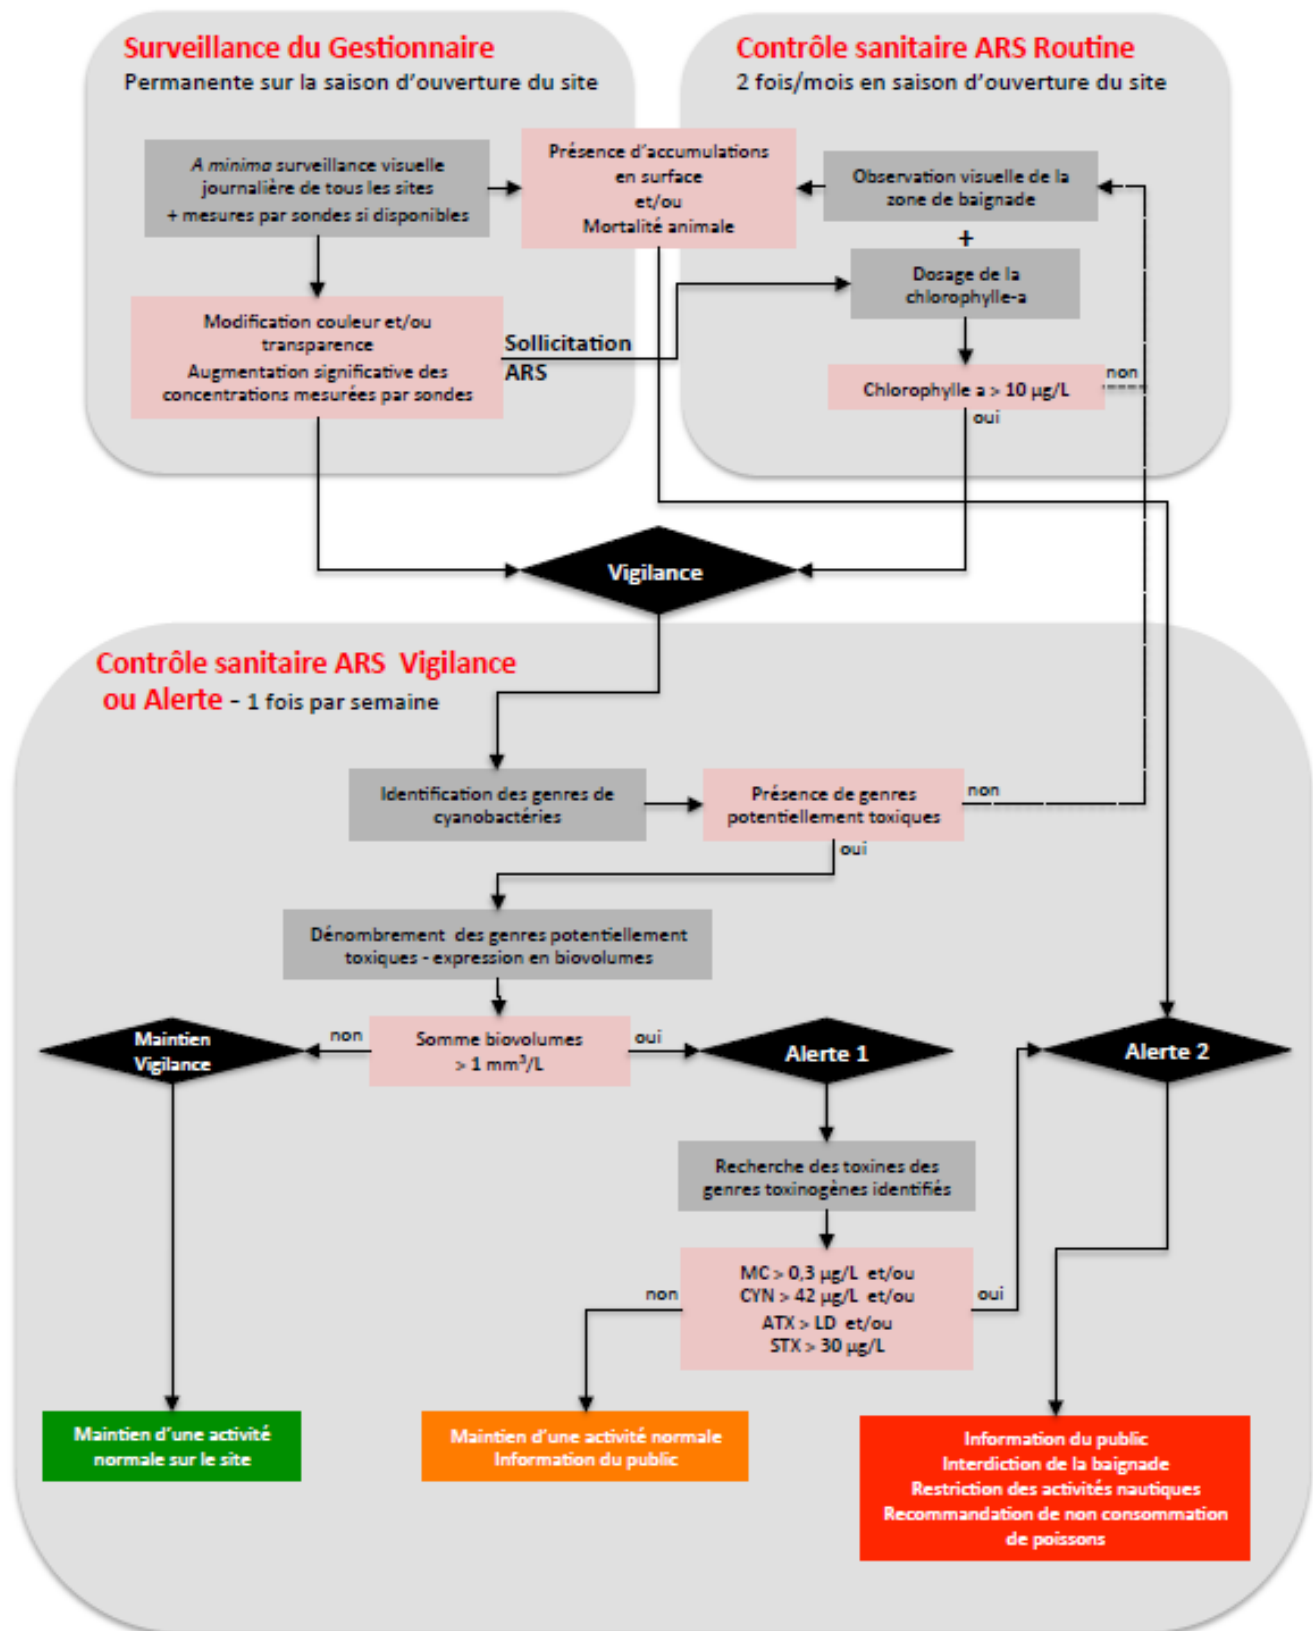 Surveillance du Gestionnaire
Permanente sur la saison d'ouverture du site
Contrôle sanitaire ARS Routine
2 fois/mois en saison d'ouverture du site
A minima surveillance visuelle
journalière de tous les sites
+ mesures par sondes si disponibles
Présence d'accumulations
en surface
et/ou
Mortalité animale
Observation visuelle de la
zone de baignade
+
Dosage de la
chlorophylle-a
Modification couleur et/ou
transparence
Augmentation significative des
concentrations mesurées par sondes
Sollicitation
ARS
Chlorophylle a > 10 µg/L
non
oui
Vigilance
Contrôle sanitaire ARS Vigilance
ou Alerte - 1 fois par semaine
Identification des genres de
cyanobactéries
Présence de genres
potentiellement toxiques
non
oui
Dénombrement des genres potentiellement
toxiques - expression en biovolumes
Maintien
Vigilance
non
Somme biovolumes
> 1 mm³/L
oui
Alerte 1
Alerte 2
Recherche des toxines des
genres toxinogènes identifiés
non
MC > 0,3 µg/L et/ou
CYN > 42 µg/L et/ou
ATX > LD et/ou
STX > 30 µg/L
oui
Maintien d'une activité
normale sur le site
Maintien d'une activité normale
Information du public
Information du public
Interdiction de la baignade
Restriction des activités nautiques
Recommandation de non consommation
de poissons